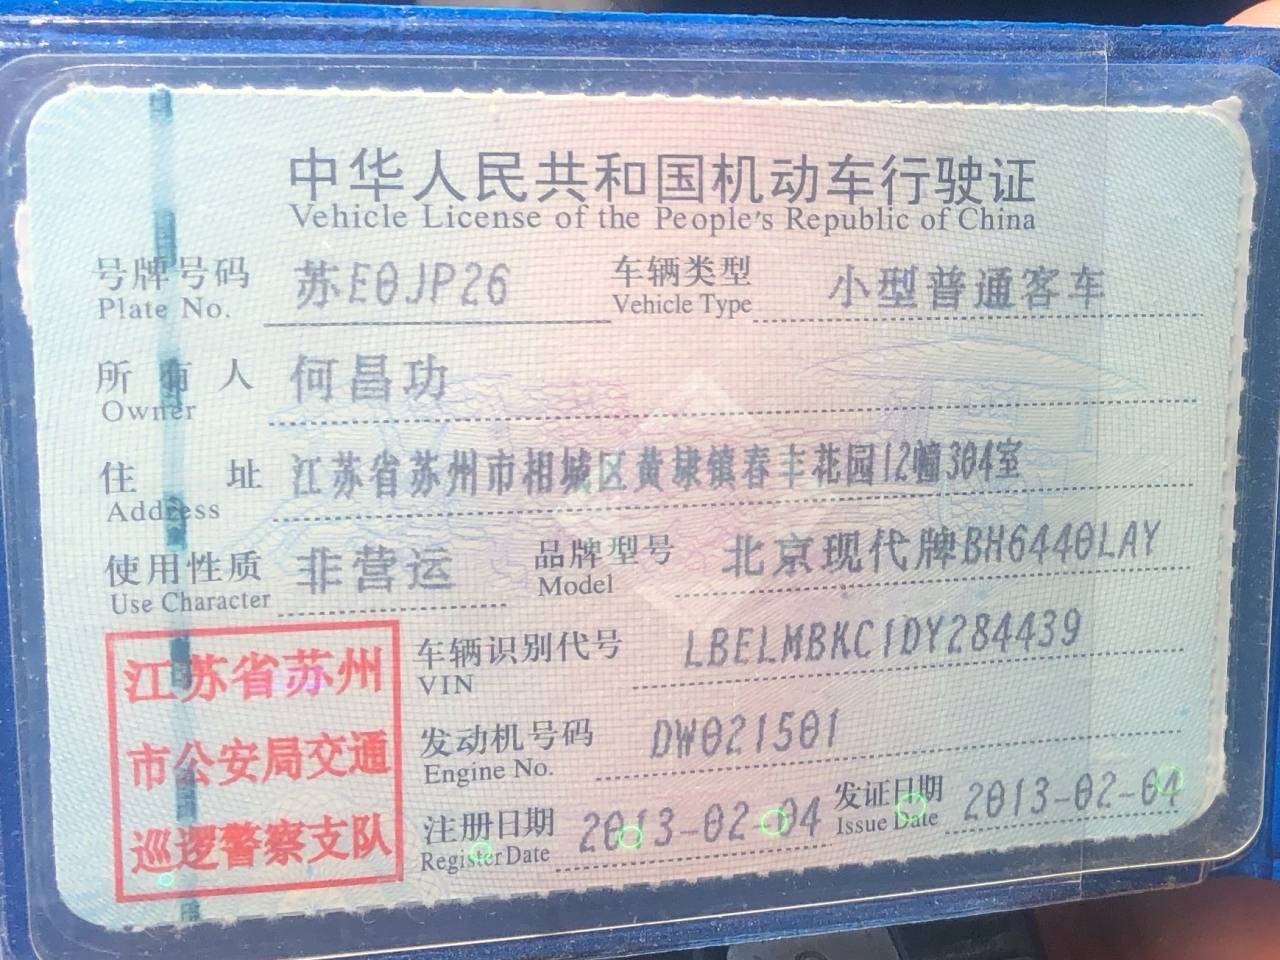 中华人民共和国机动车行驶证
Vehicle License of the People's Republic of China
号牌号码 苏E0JP26 车辆类型 小型普通客车
Plate No. Vehicle Type
所有人 何昌功
Owner
住址 江苏省苏州市相城区黄埭镇春丰花园12幢304室
Address
使用性质 非营运 品牌型号 北京现代牌BH6440LAY
Use Character Model
江苏省苏州
市公安局交通
巡逻警察支队
车辆识别代号 LBELMBKC1DY284439
VIN
发动机号码 DW021501
Engine No.
注册日期 2013-02-04 发证日期 2013-02-04
Register Date Issue Date